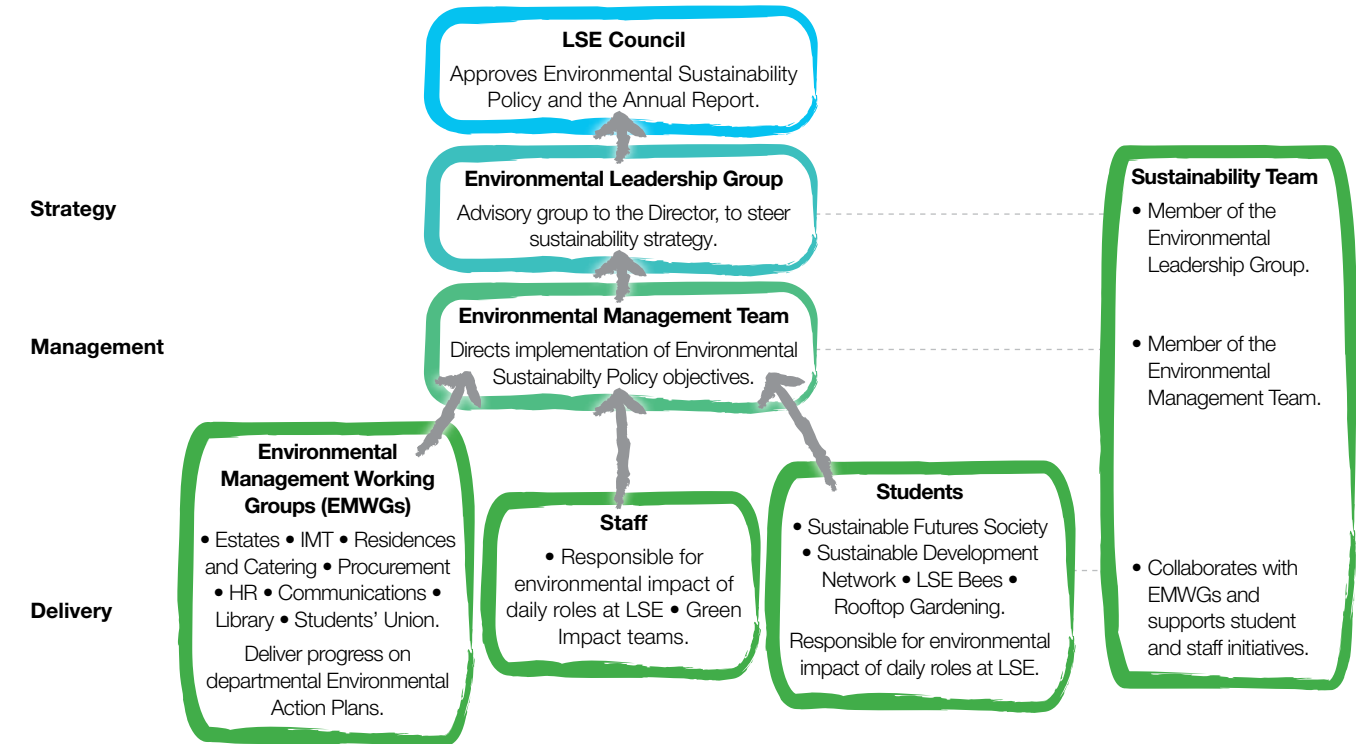 LSE Council
Approves Environmental Sustainability
Policy and the Annual Report.
Strategy
Environmental Leadership Group
Advisory group to the Director, to steer
sustainability strategy.
Management
Environmental Management Team
Directs implementation of Environmental
Sustainabilty Policy objectives.
Delivery
Environmental
Management Working
Groups (EMWGs)
• Estates • IMT • Residences
and Catering • Procurement
• HR • Communications •
Library • Students’ Union.
Deliver progress on
departmental Environmental
Action Plans.
Staff
• Responsible for
environmental impact of
daily roles at LSE • Green
Impact teams.
Students
• Sustainable Futures Society
• Sustainable Development
Network • LSE Bees •
Rooftop Gardening.
Responsible for environmental
impact of daily roles at LSE.
Sustainability Team
• Member of the
Environmental
Leadership Group.
• Member of the
Environmental
Management Team.
• Collaborates with
EMWGs and
supports student
and staff initiatives.